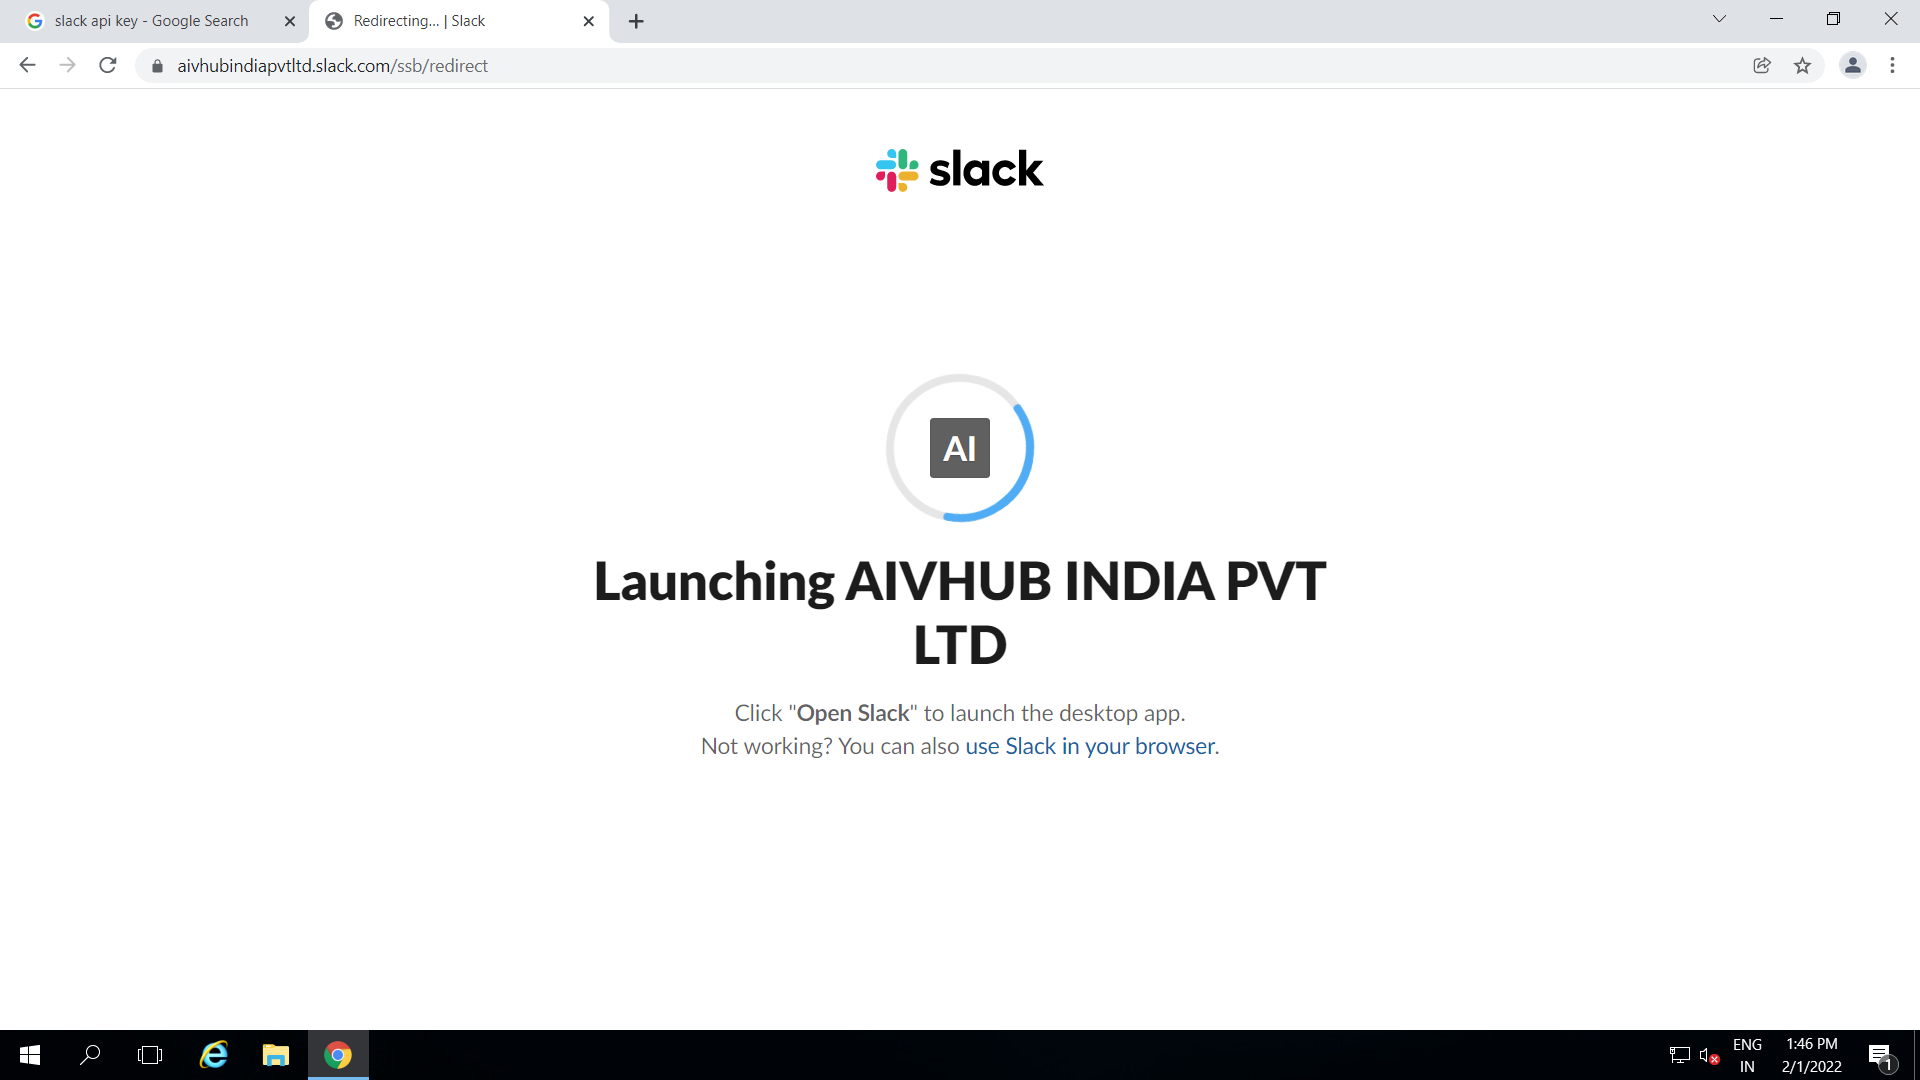 slack api key - Google Search
Redirecting... | Slack
aivhubindiapvtltd.slack.com/ssb/redirect
slack
AI
Launching AIVHUB INDIA PVT
LTD
Click "Open Slack" to launch the desktop app.
Not working? You can also use Slack in your browser.
ENG
IN
1:46 PM
2/1/2022
1